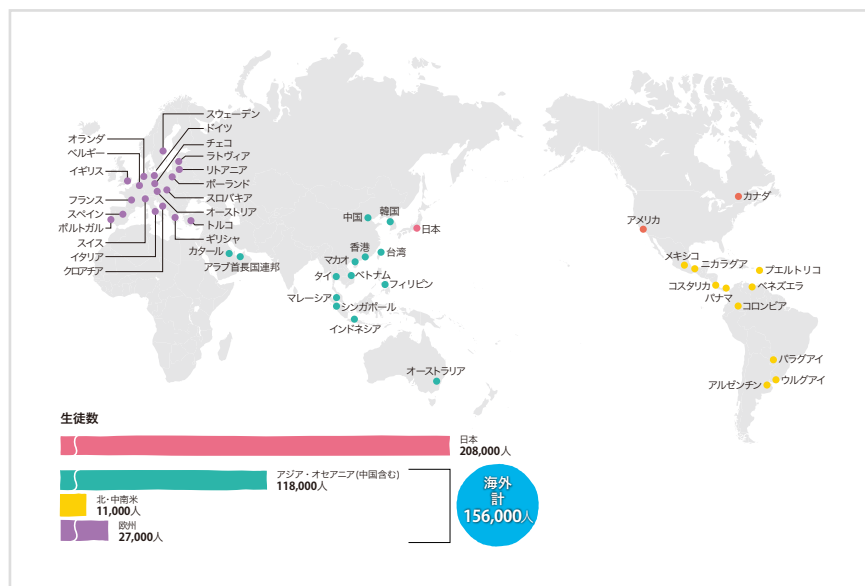 スウェーデン
ドイツ
チェコ
ラトヴィア
リトアニア
ポーランド
スロバキア
オーストリア
トルコ
ギリシャ
オランダ
ベルギー
イギリス
フランス
スペイン
ポルトガル
スイス
イタリア
クロアチア
カタール
アラブ首長国連邦
中国
韓国
日本
香港
台湾
マカオ
タイ
ベトナム
フィリピン
マレーシア
シンガポール
インドネシア
オーストラリア
カナダ
アメリカ
メキシコ
ニカラグア
プエルトリコ
コスタリカ
パナマ
ベネズエラ
コロンビア
パラグアイ
アルゼンチン
ウルグアイ
生徒数
日本
208,000人
アジア・オセアニア(中国含む)
118,000人
北・中南米
11,000人
欧州
27,000人
海外
計
156,000人